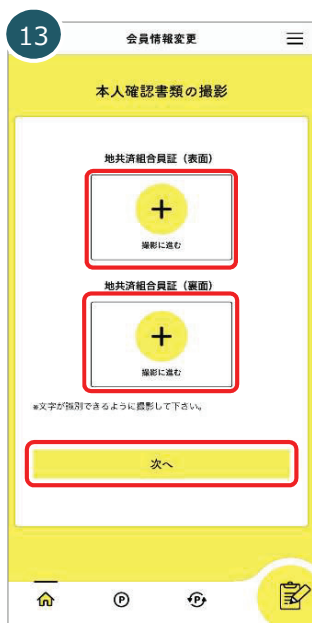 13
会員情報変更
本人確認書類の撮影
地共済組合員証（表面）
撮影に進む
地共済組合員証（裏面）
撮影に進む
※文字が識別できるように撮影して下さい。
次へ
P
P